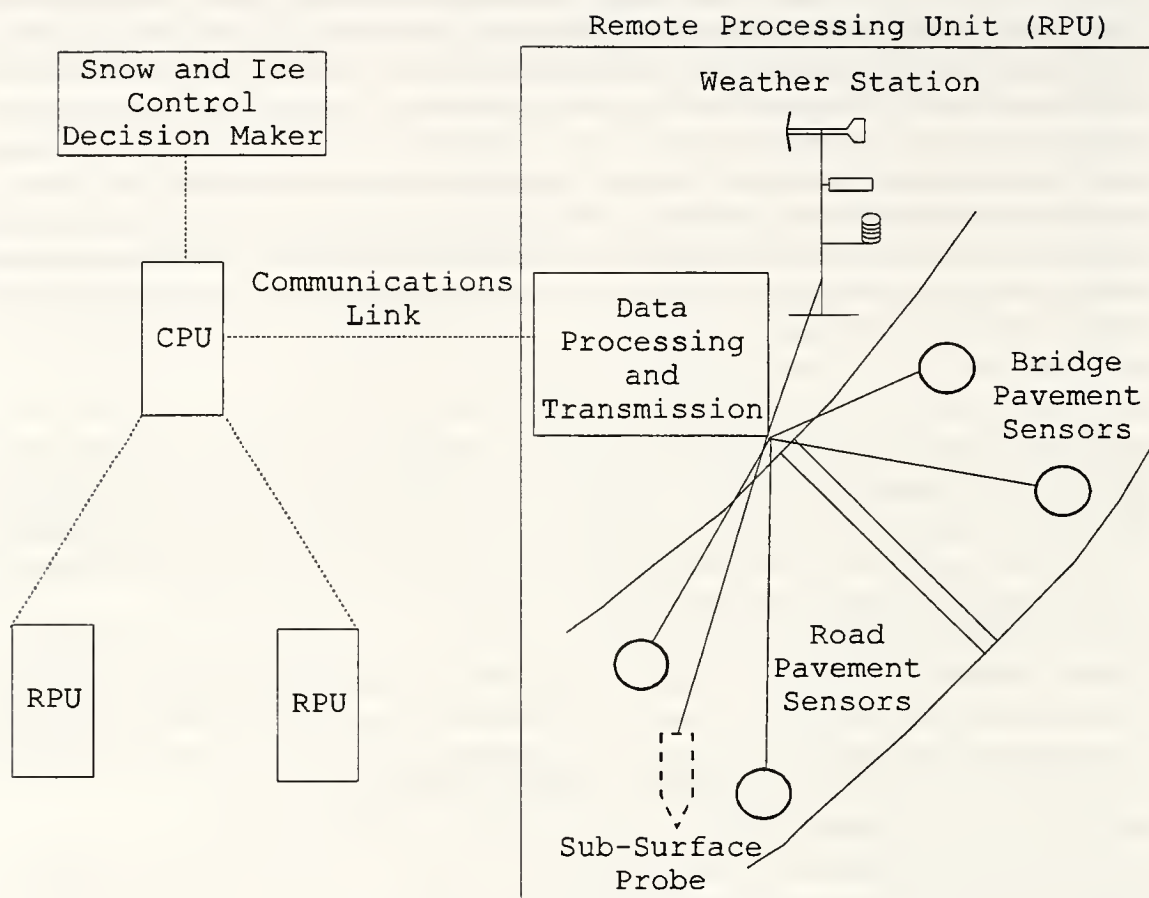 Remote Processing Unit (RPU)
Snow and Ice
Control
Decision Maker
Weather Station
Communications
Link
CPU
Data
Processing
and
Transmission
Bridge
Pavement
Sensors
RPU
RPU
Road
Pavement
Sensors
Sub-Surface
Probe